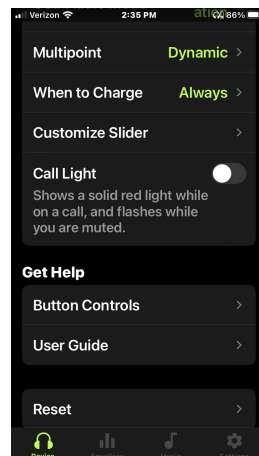 Verizon 2:35 PM 86%
Multipoint Dynamic
When to Charge Always
Customize Slider
Call Light
Shows a solid red light while
on a call, and flashes while
you are muted.
Get Help
Button Controls
User Guide
Reset